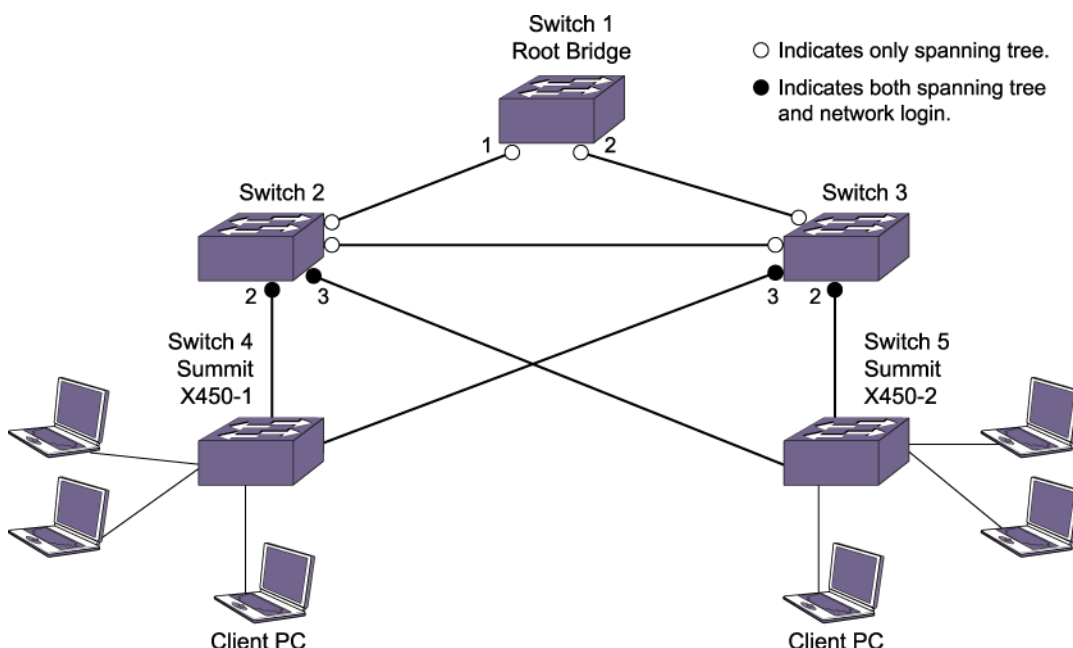 Switch 1
Root Bridge
Indicates only spanning tree.
Indicates both spanning tree
and network login.
1
2
Switch 2
Switch 3
2
3
3
2
Switch 4
Summit
X450-1
Switch 5
Summit
X450-2
Client PC
Client PC